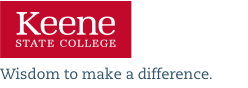 Keene
STATE COLLEGE
Wisdom to make a difference.